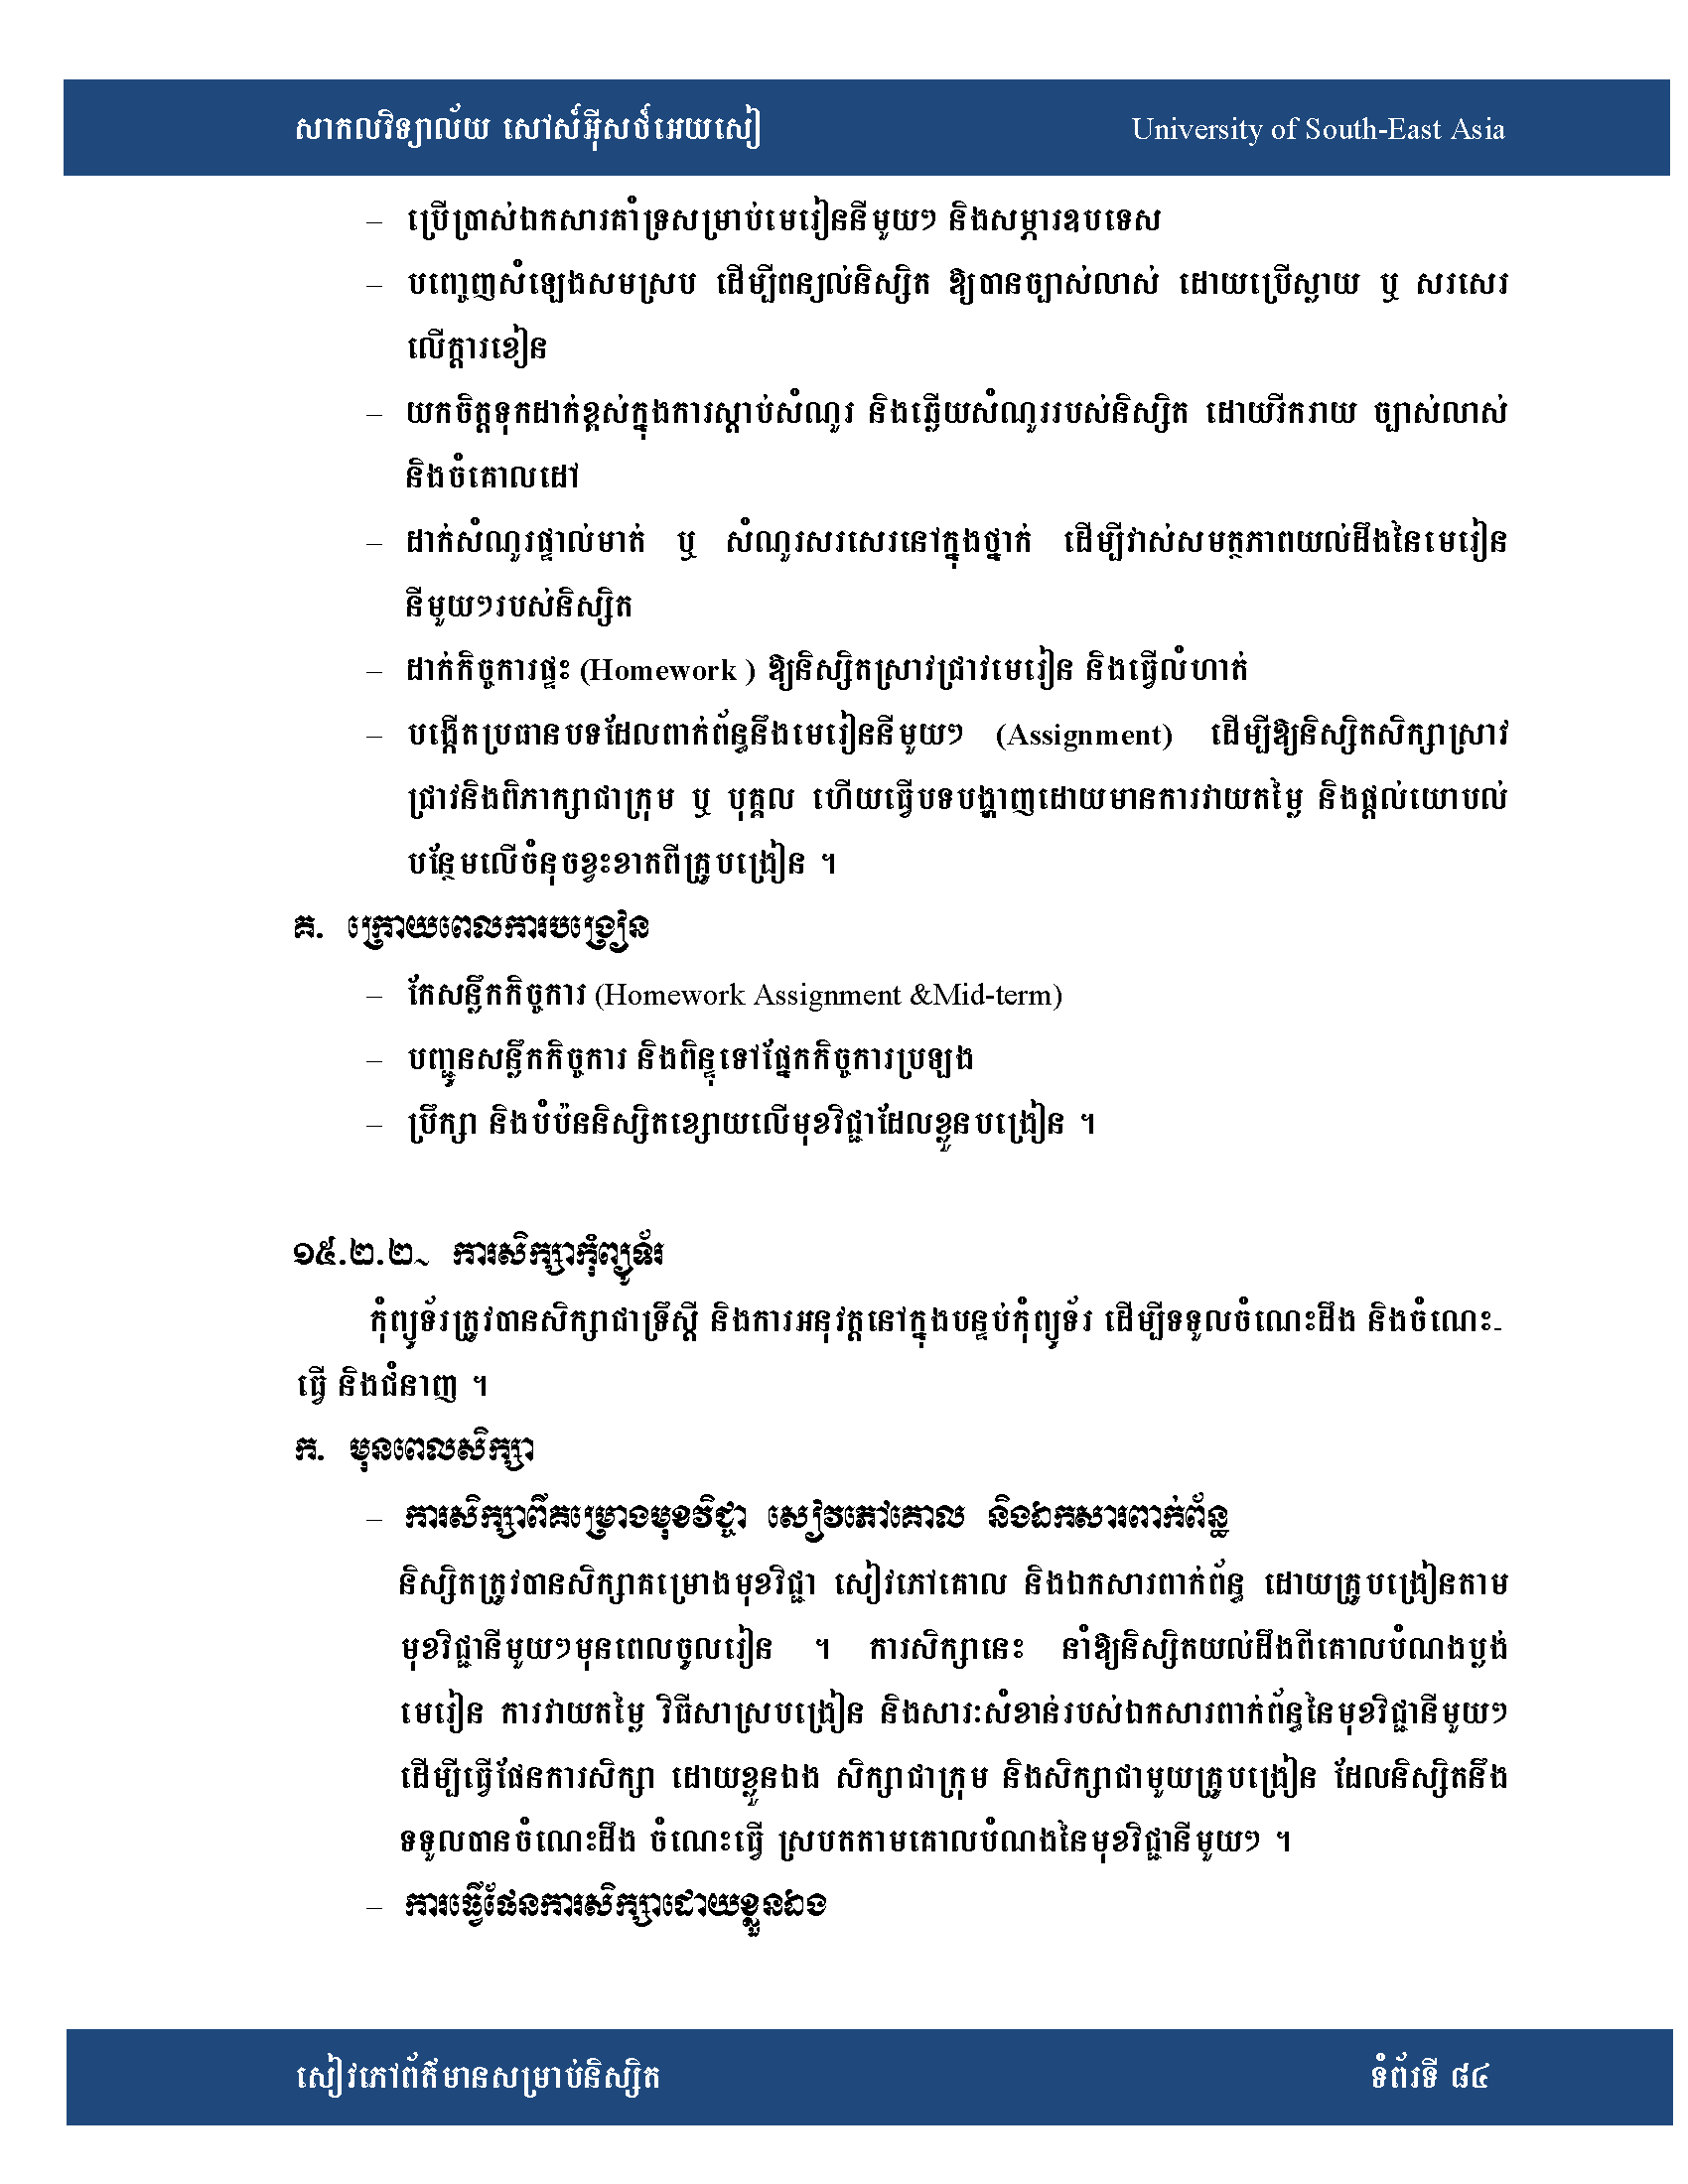 សាកលវិទ្យាល័យ សៅស៍អ៊ីសថ៍អេយសៀ University of South-East Asia
– ប្រើប្រាស់ឯកសារគាំទ្រសម្រាប់មេរៀននីមួយៗ និងសម្ភារឧបទេស
– បញ្ចេញសំឡេងសមស្រប ដើម្បីពន្យល់និស្សិត ឱ្យបានច្បាស់លាស់ ដោយប្រើស្លាយ ឬ សរសេរ
លើក្តារខៀន
– យកចិត្តទុកដាក់ខ្ពស់ក្នុងការស្តាប់សំណួរ និងឆ្លើយសំណួររបស់និស្សិត ដោយរីករាយ ច្បាស់លាស់
និងចំគោលដៅ
– ដាក់សំណួរផ្ទាល់មាត់ ឬ សំណួរសរសេរនៅក្នុងថ្នាក់ ដើម្បីវាស់សមត្ថភាពយល់ដឹងនៃមេរៀន
នីមួយៗរបស់និស្សិត
– ដាក់កិច្ចការផ្ទះ (Homework ) ឱ្យនិស្សិតស្រាវជ្រាវមេរៀន និងធ្វើលំហាត់
– បង្កើតប្រធានបទដែលពាក់ព័ន្ធនឹងមេរៀននីមួយៗ (Assignment) ដើម្បីឱ្យនិស្សិតសិក្សាស្រាវ
ជ្រាវនិងពិភាក្សាជាក្រុម ឬ បុគ្គល ហើយធ្វើបទបង្ហាញដោយមានការវាយតម្លៃ និងផ្តល់យោបល់
បន្ថែមលើចំនុចខ្វះខាតពីគ្រូបង្រៀន ។
គ. ក្រោយពេលការបង្រៀន
– កែសន្លឹកកិច្ចការ (Homework Assignment &Mid-term)
– បញ្ជូនសន្លឹកកិច្ចការ និងពិន្ទុទៅផ្នែកកិច្ចការប្រឡង
– ប្រឹក្សា និងបំប៉ននិស្សិតខ្សោយលើមុខវិជ្ជាដែលខ្លួនបង្រៀន ។
១៥.២.២~ ការសិក្សាកុំព្យូទ័រ
កុំព្យូទ័រត្រូវបានសិក្សាជាទ្រឹស្តី និងការអនុវត្តនៅក្នុងបន្ទប់កុំព្យូទ័រ ដើម្បីទទួលចំណេះដឹង និងចំណេះ-
ធ្វើ និងជំនាញ ។
ក. មុនពេលសិក្សា
– ការសិក្សាពីគម្រោងមុខវិជ្ជា សៀវភៅគោល និងឯកសារពាក់ព័ន្ធ
និស្សិតត្រូវបានសិក្សាគម្រោងមុខវិជ្ជា សៀវភៅគោល និងឯកសារពាក់ព័ន្ធ ដោយគ្រូបង្រៀនតាម
មុខវិជ្ជានីមួយៗមុនពេលចូលរៀន ។ ការសិក្សានេះ នាំឱ្យនិស្សិតយល់ដឹងពីគោលបំណងប្លង់
មេរៀន ការវាយតម្លៃ វិធីសាស្របង្រៀន និងសារៈសំខាន់របស់ឯកសារពាក់ព័ន្ធនៃមុខវិជ្ជានីមួយៗ
ដើម្បីធ្វើផែនការសិក្សា ដោយខ្លួនឯង សិក្សាជាក្រុម និងសិក្សាជាមួយគ្រូបង្រៀន ដែលនិស្សិតនឹង
ទទួលបានចំណេះដឹង ចំណេះធ្វើ ស្របតតាមគោលបំណងនៃមុខវិជ្ជានីមួយៗ ។
– ការធ្វើផែនការសិក្សាដោយខ្លួនឯង
សៀវភៅព័ត៌មានសម្រាប់និស្សិត ទំព័រទី ៨៤